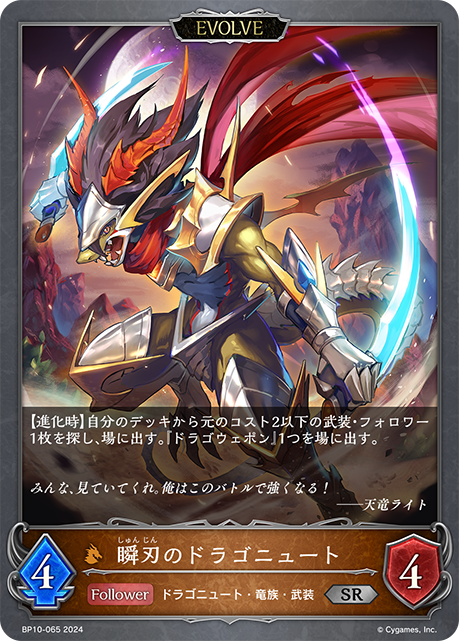 EVOLVE
【進化時】自分のデッキから元のコスト2以下の武装・フォロワー
1枚を探し、場に出す。『ドラゴウェポン』1つを場に出す。
みんな、見ていてくれ。俺はこのバトルで強くなる！
──天竜ライト
しゅんじん
瞬刃のドラゴニュート
4
Follower
ドラゴニュート・竜族・武装
SR
4
BP10-065 2024
© Cygames, Inc.